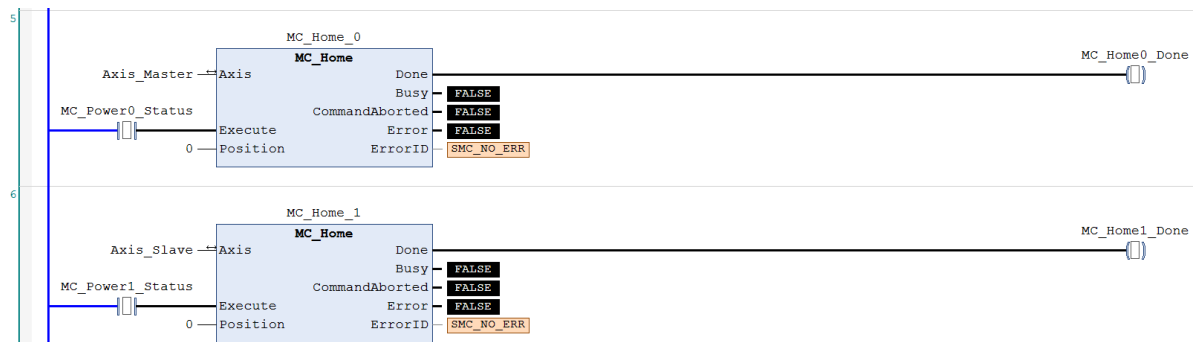 5
MC_Home_0
MC_Home
Axis_Master Axis Done MC_Home0_Done
Busy FALSE
MC_Power0_Status CommandAborted FALSE
Execute Error FALSE
0 Position ErrorID SMC_NO_ERR
6
MC_Home_1
MC_Home
Axis_Slave Axis Done MC_Home1_Done
Busy FALSE
MC_Power1_Status CommandAborted FALSE
Execute Error FALSE
0 Position ErrorID SMC_NO_ERR